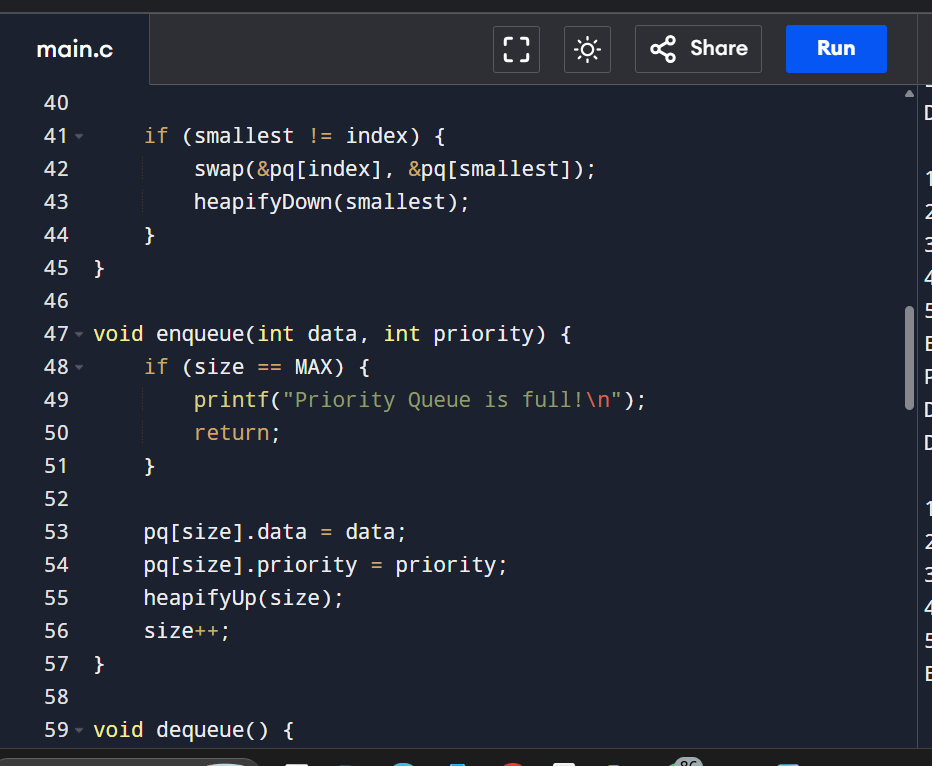 main.c
Share
Run
40
41 if (smallest != index) {
42 swap(&pq[index], &pq[smallest]);
43 heapifyDown(smallest);
44 }
45 }
46
47 void enqueue(int data, int priority) {
48 if (size == MAX) {
49 printf("Priority Queue is full!\n");
50 return;
51 }
52
53 pq[size].data = data;
54 pq[size].priority = priority;
55 heapifyUp(size);
56 size++;
57 }
58
59 void dequeue() {